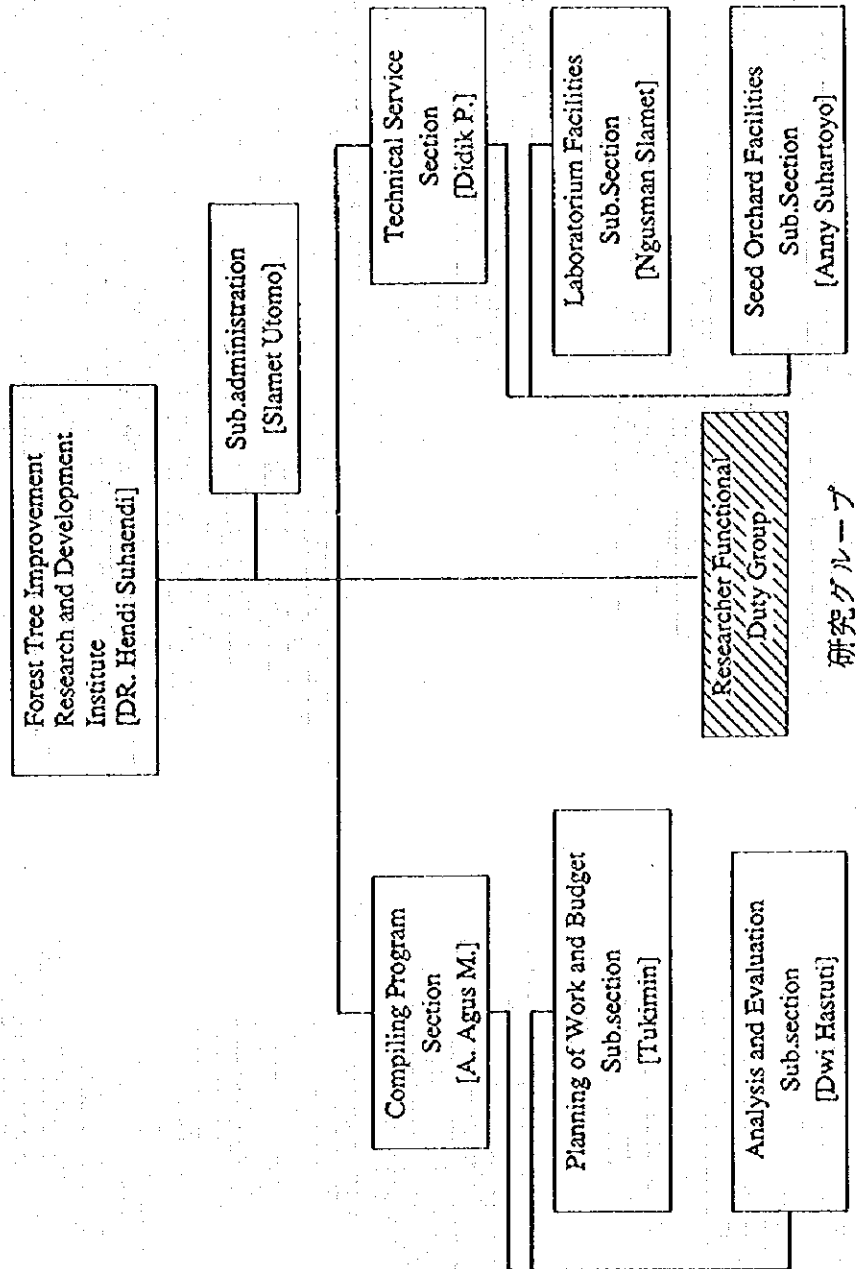 Forest Tree Improvement
Research and Development
Institute
[DR. Hendi Suhaendi]
Sub.administration
[Slamet Utomo]
Compiling Program
Section
[A. Agus M.]
Technical Service
Section
[Didik P.]
Planning of Work and Budget
Sub.section
[Tukimin]
Laboratorium Facilities
Sub.Section
[Ngusman Slamet]
Analysis and Evaluation
Sub.section
[Dwi Hastuti]
Researcher Functional
Duty Group
Seed Orchard Facilities
Sub.Section
[Anny Suhartoyo]
研究グループ